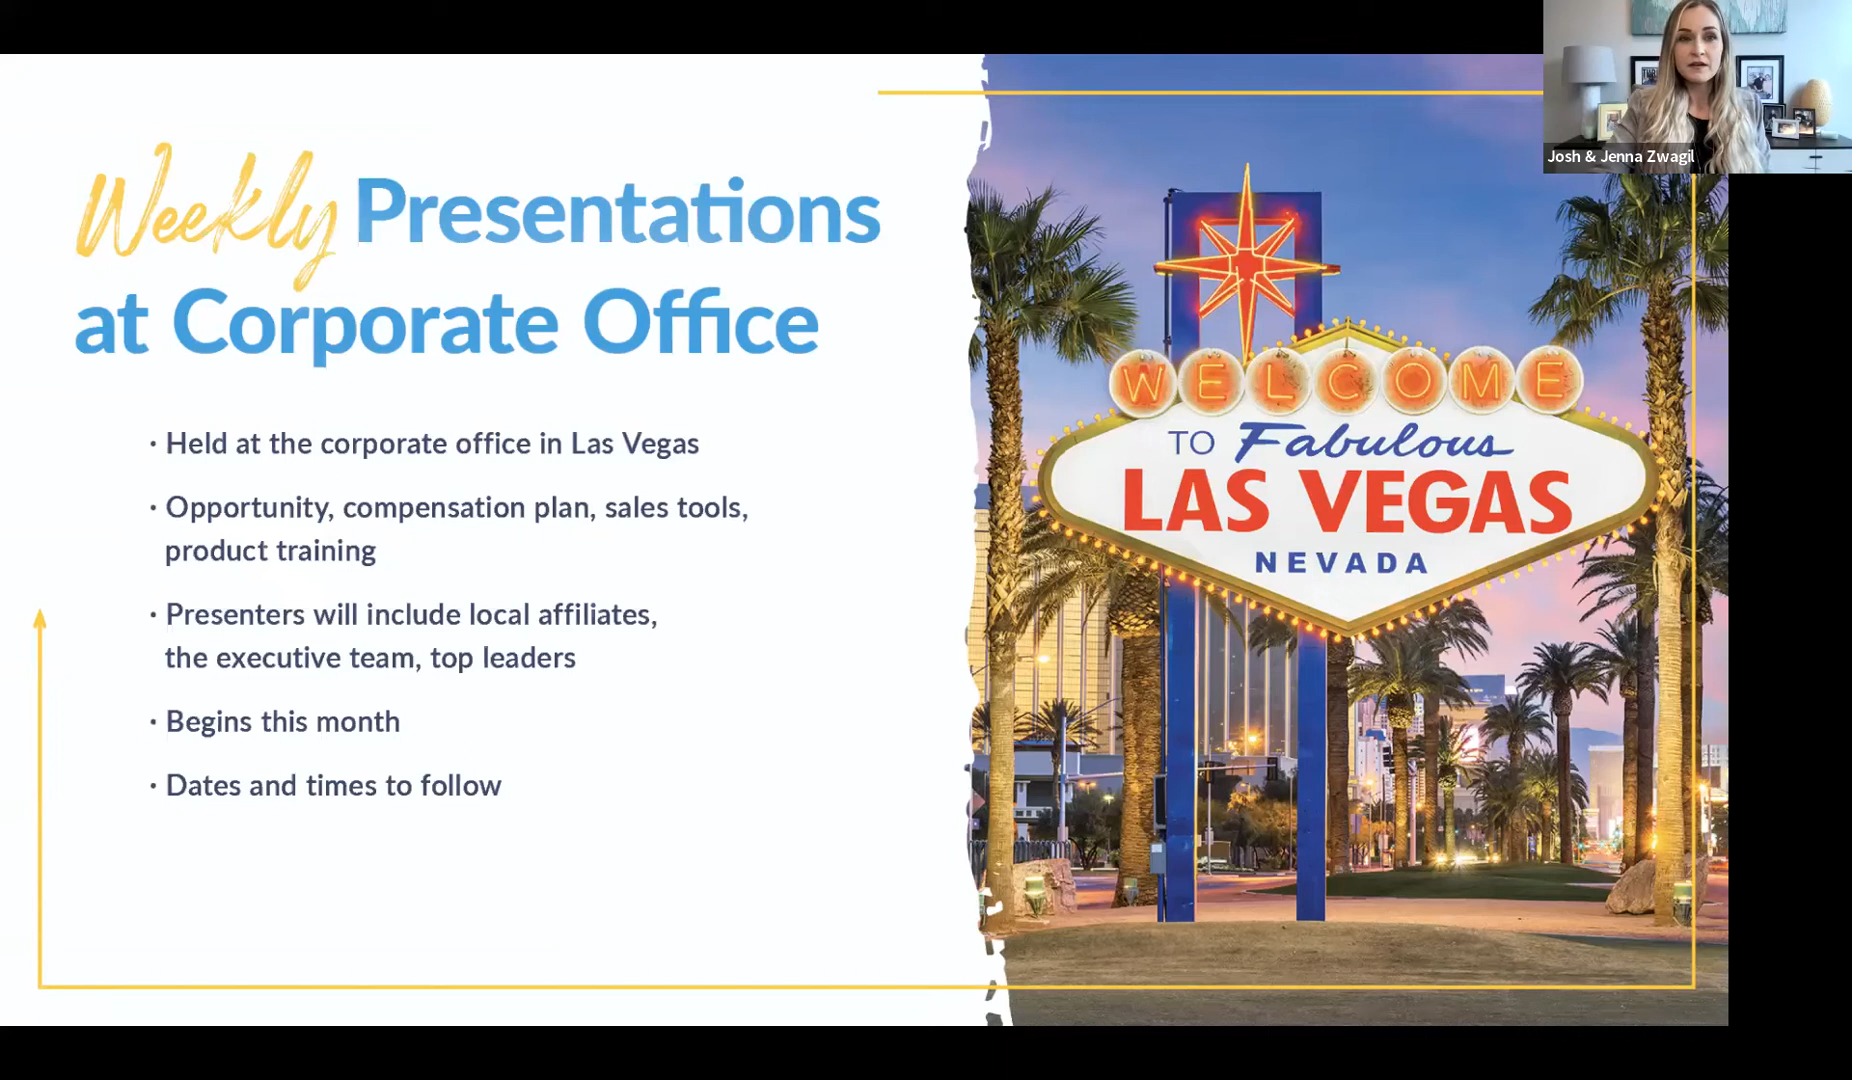 Weekly Presentations
at Corporate Office
· Held at the corporate office in Las Vegas
· Opportunity, compensation plan, sales tools,
product training
· Presenters will include local affiliates,
the executive team, top leaders
· Begins this month
· Dates and times to follow
WELCOME
TO Fabulous
LAS VEGAS
NEVADA
Josh & Jenna Zwagil